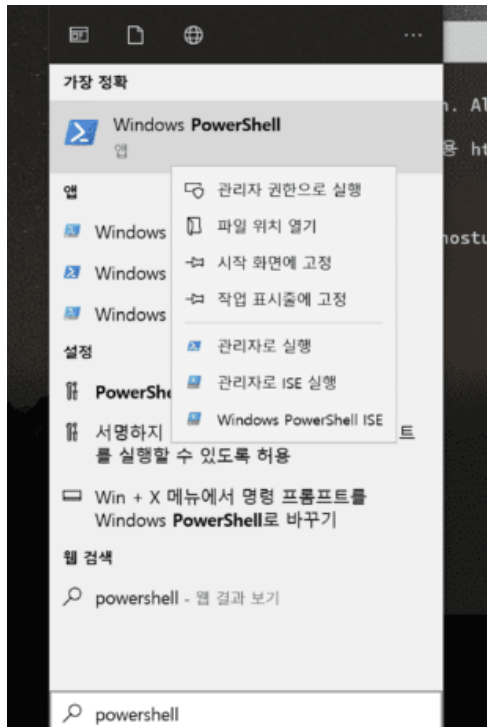 가장 정확
Windows PowerShell
앱
앱
관리자 권한으로 실행
Windows
파일 위치 열기
Windows
시작 화면에 고정
Windows
작업 표시줄에 고정
설정
관리자로 실행
관리자로 ISE 실행
서명하지
Windows PowerShell ISE
트
를 실행할 수 있도록 허용
Win + X 메뉴에서 명령 프롬프트를
Windows PowerShell로 바꾸기
웹 검색
powershell - 웹 결과 보기
powershell